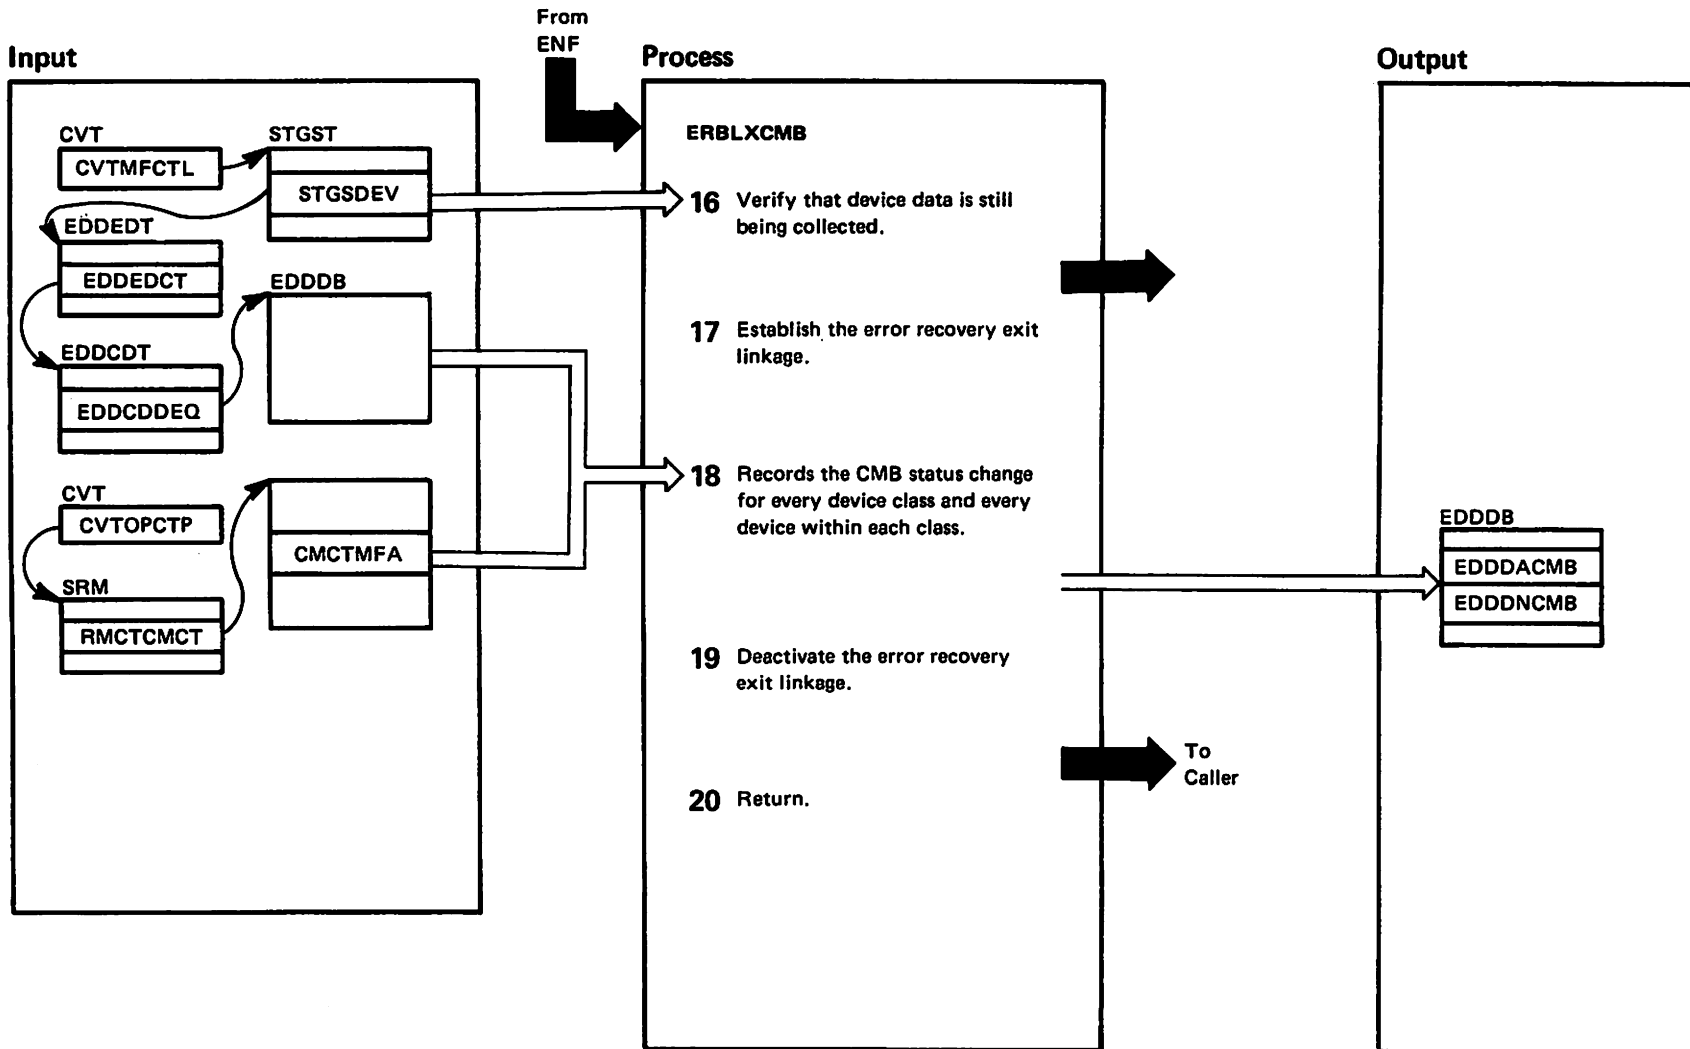 From
ENF
Input
Process
Output
CVT
CVTMFCTL
STGST
STGSDEV
EDDEDT
EDDEDCT
EDDDB
EDDCDT
EDDCDDEQ
CVT
CVTOPCTP
CMCTMFA
SRM
RMCTCMCT
ERBLXCMB
16 Verify that device data is still
being collected.
17 Establish the error recovery exit
linkage.
18 Records the CMB status change
for every device class and every
device within each class.
19 Deactivate the error recovery
exit linkage.
To
Caller
20 Return.
EDDDB
EDDDACMB
EDDDNCMB